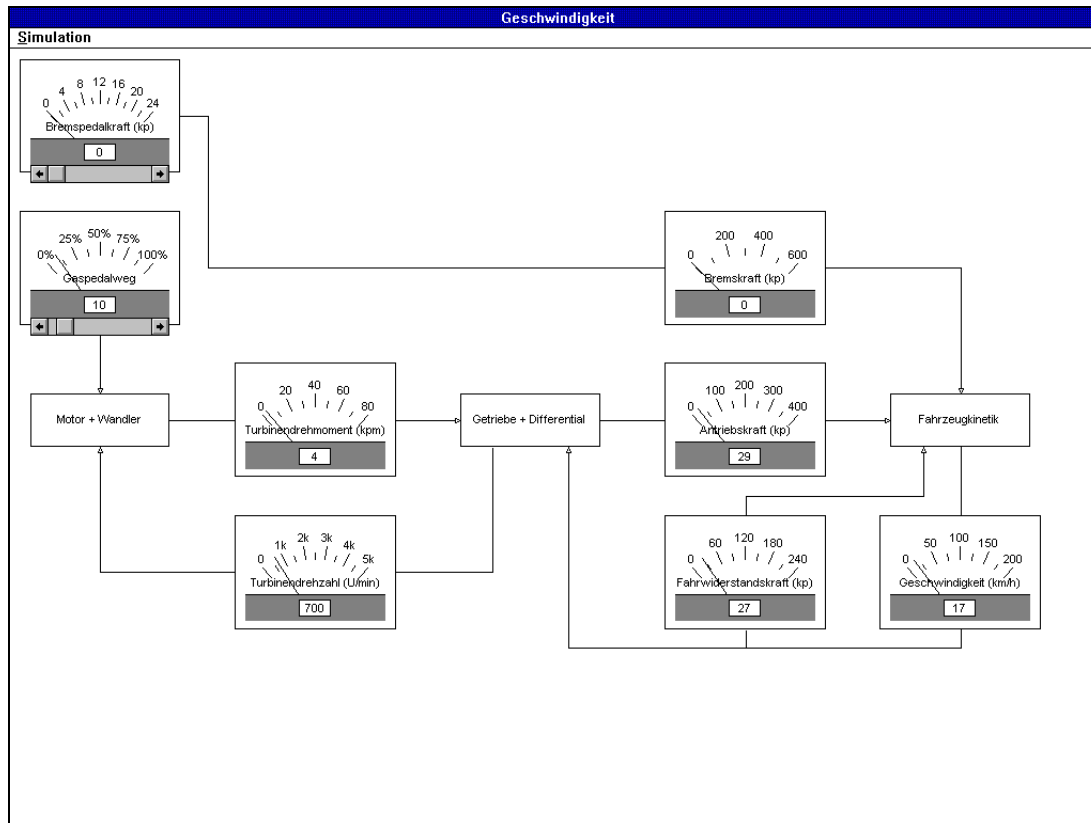 Geschwindigkeit
Simulation
0 4 8 12 16 20 24
Bremspedalkraft (kp)
0
0% 25% 50% 75% 100%
Gaspedalweg
10
0 200 400 600
Bremskraft (kp)
0
Motor + Wandler
0 20 40 60 80
Turbinendrehmoment (kpm)
4
Getriebe + Differential
0 100 200 300 400
Antriebskraft (kp)
29
Fahrzeugkinetik
0 1k 2k 3k 4k 5k
Turbinendrehzahl (U/min)
700
0 60 120 180 240
Fahrwiderstandskraft (kp)
27
0 50 100 150 200
Geschwindigkeit (km/h)
17